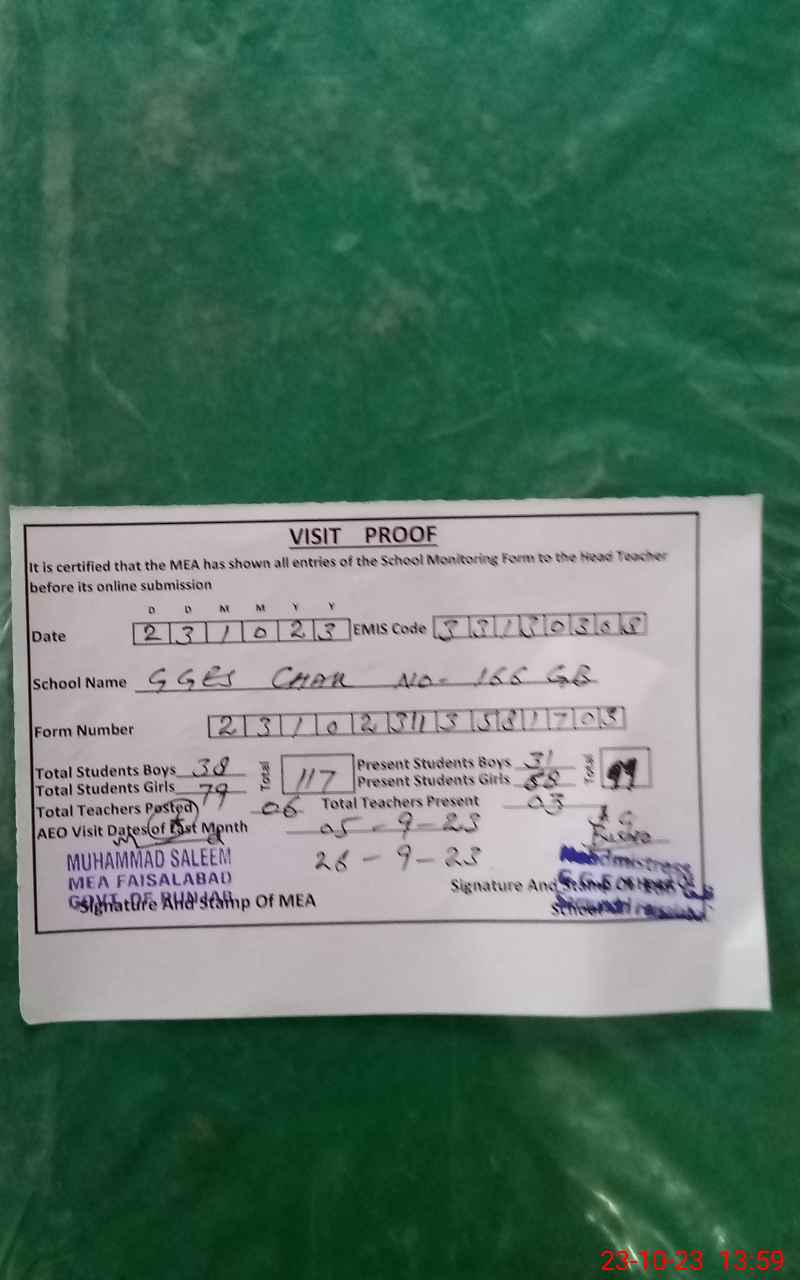 VISIT PROOF
It is certified that the MEA has shown all entries of the School Monitoring Form to the Head Teacher
before its online submission
D D M M Y Y
Date 2 3 1 0 2 3 EMIS Code 3 3 1 3 0 3 6 8
School Name GGES CHAK NO- 166 GB
Form Number 2 3 1 0 2 3 1 1 3 5 3 1 7 0 3
Total Students Boys 38 Total 117 Present Students Boys 31 Total 99
Total Students Girls 79 Present Students Girls 68
Total Teachers Posted 06 Total Teachers Present 03
AEO Visit Dates of Last Month 05-9-23
26-9-23
MUHAMMAD SALEEM
MEA FAISALABAD
GOVT. OF PUNJAB
Signature And Stamp Of MEA
Signature And Stamp Of Head
School
Headmistress
23-10-23 13:59